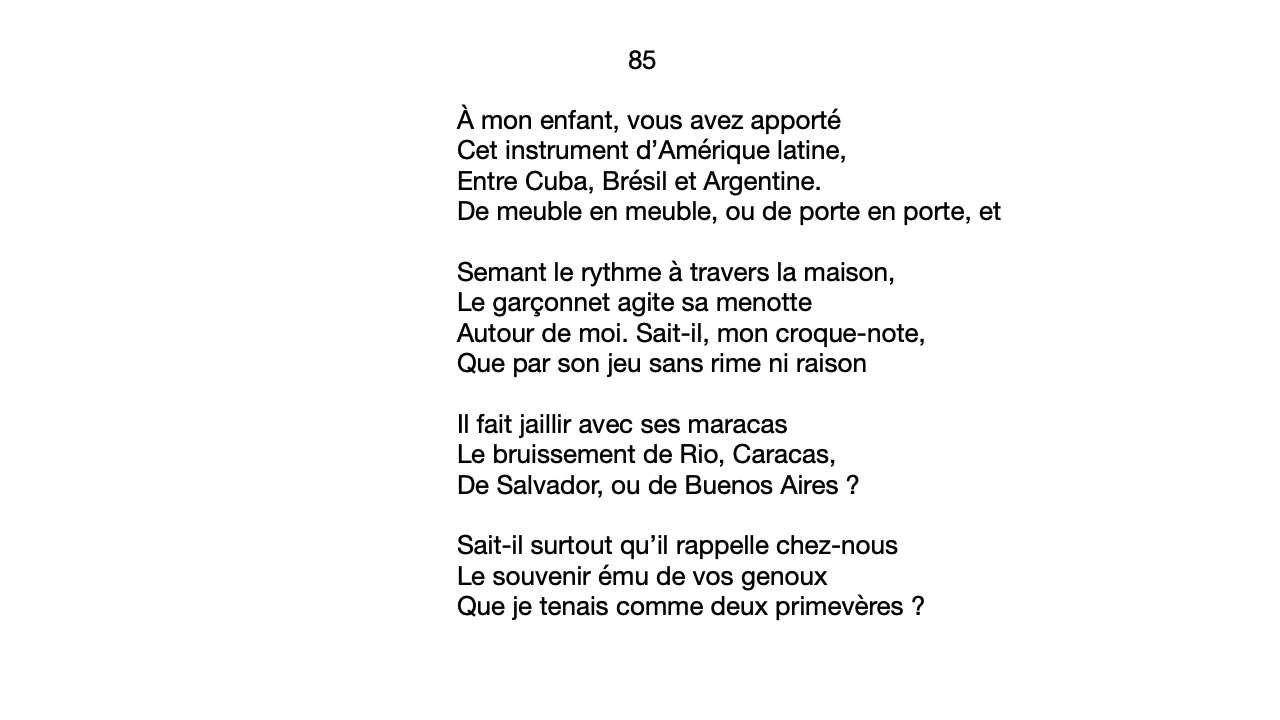 85
À mon enfant, vous avez apporté
Cet instrument d’Amérique latine,
Entre Cuba, Brésil et Argentine.
De meuble en meuble, ou de porte en porte, et
Semant le rythme à travers la maison,
Le garçonnet agite sa menotte
Autour de moi. Sait-il, mon croque-note,
Que par son jeu sans rime ni raison
Il fait jaillir avec ses maracas
Le bruissement de Rio, Caracas,
De Salvador, ou de Buenos Aires ?
Sait-il surtout qu’il rappelle chez-nous
Le souvenir ému de vos genoux
Que je tenais comme deux primevères ?